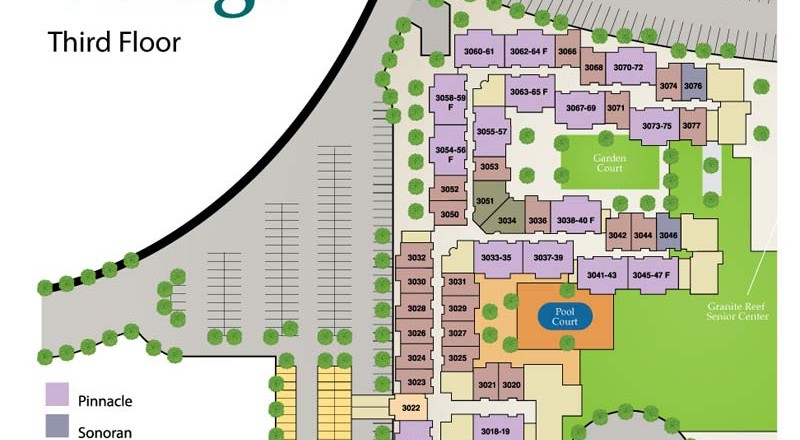 Third Floor
3060-61
3062-64 F
3066
3068
3070-72
3074
3076
3058-59
F
3063-65 F
3067-69
3071
3073-75
3077
3055-57
3054-56
F
3053
Garden
Court
3052
3051
3050
3034
3036
3038-40 F
3042
3044
3046
3032
3033-35
3037-39
3041-43
3045-47 F
3030
3031
3028
3029
Pool
Court
Granite Reef
Senior Center
3026
3027
3024
3025
3023
3021
3020
3022
3018-19
Pinnacle
Sonoran